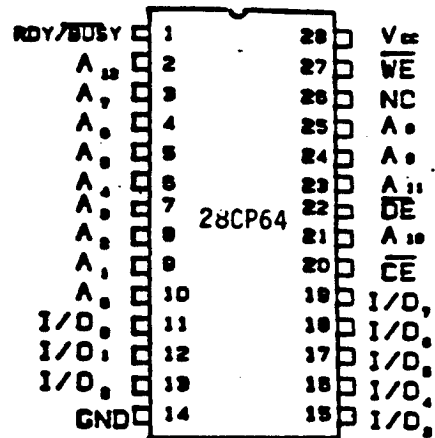 RDY/BUSY 1 28 Vcc
A12 2 27 WE
A7 3 26 NC
A6 4 25 A8
A5 5 24 A9
A4 6 23 A11
A3 7 28CP64 22 OE
A2 8 21 A10
A1 9 20 CE
A0 10 19 I/O7
I/O0 11 18 I/O6
I/O1 12 17 I/O5
I/O2 13 16 I/O4
GND 14 15 I/O3